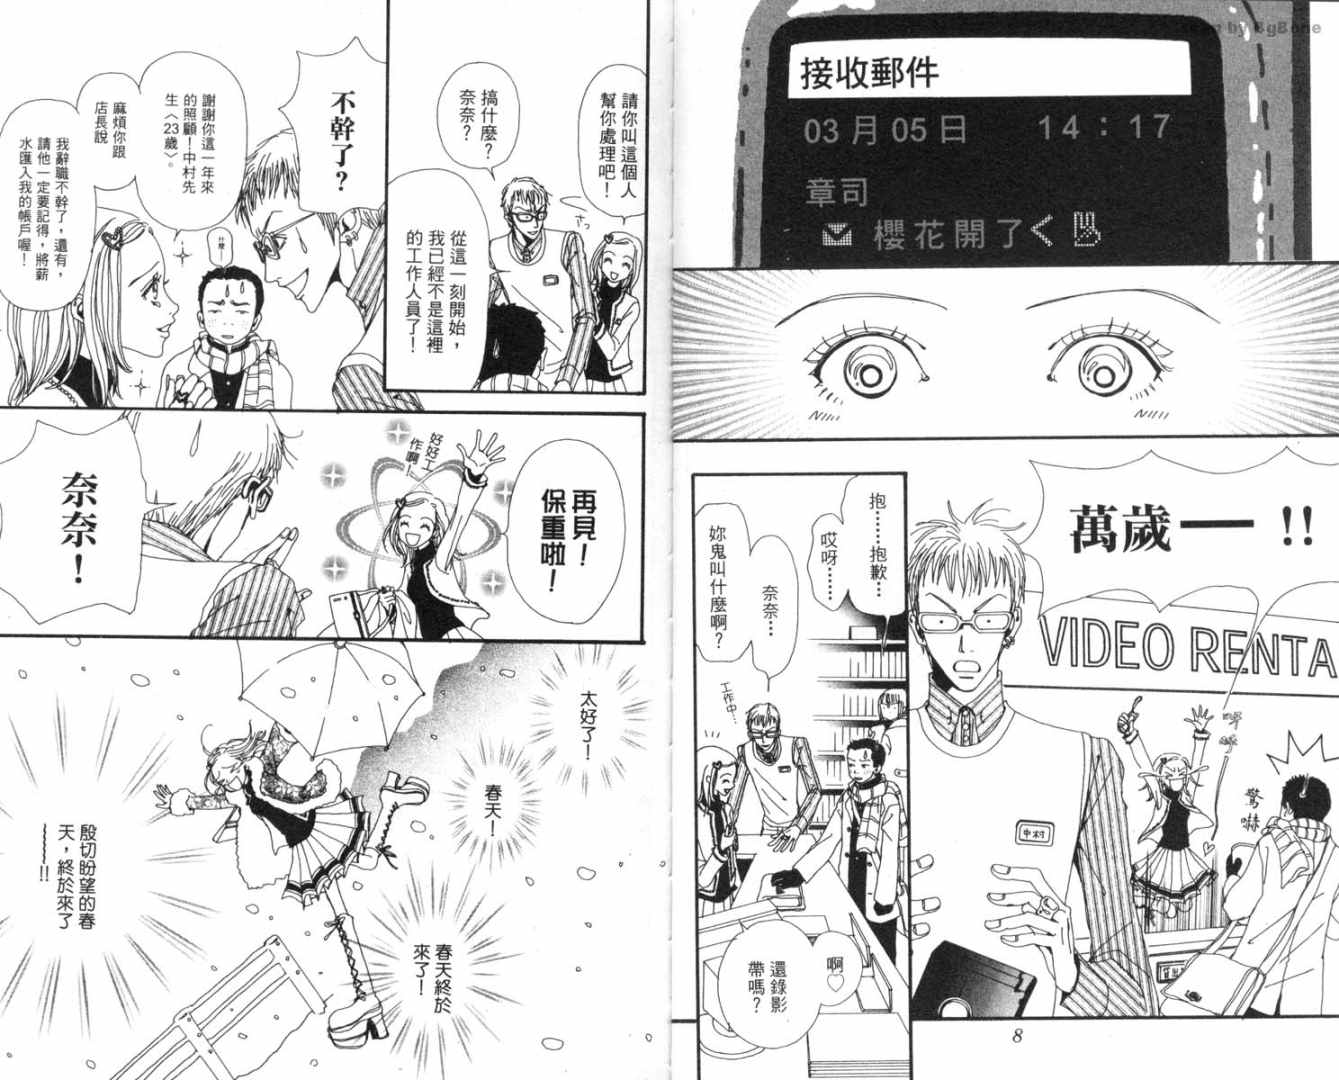 接收郵件
03月05日 14:17
章司
櫻花開了
萬歲──!!
VIDEO RENTA
呀呼
驚嚇
中村
抱……抱歉…
哎呀……
奈奈…
妳鬼叫什麼啊?
工作中…
啊
還錄影
帶嗎?
8
請你叫這個人
幫你處理吧!
搞什麼?
奈奈?
從這一刻開始,
我已經不是這裡
的工作人員了!
不幹了?
謝謝你這一年來
的照顧!中村先
生〈23歲〉。
什麼…
麻煩你跟
店長說
我辭職不幹了,還有,
請他一定要記得,將薪
水匯入我的帳戶喔!
再見!
保重啦!
好好工
作啊!
奈奈!
太好了!
春天!
春天終於
來了!
殷切盼望的春
天,終於來了
~~~~!!